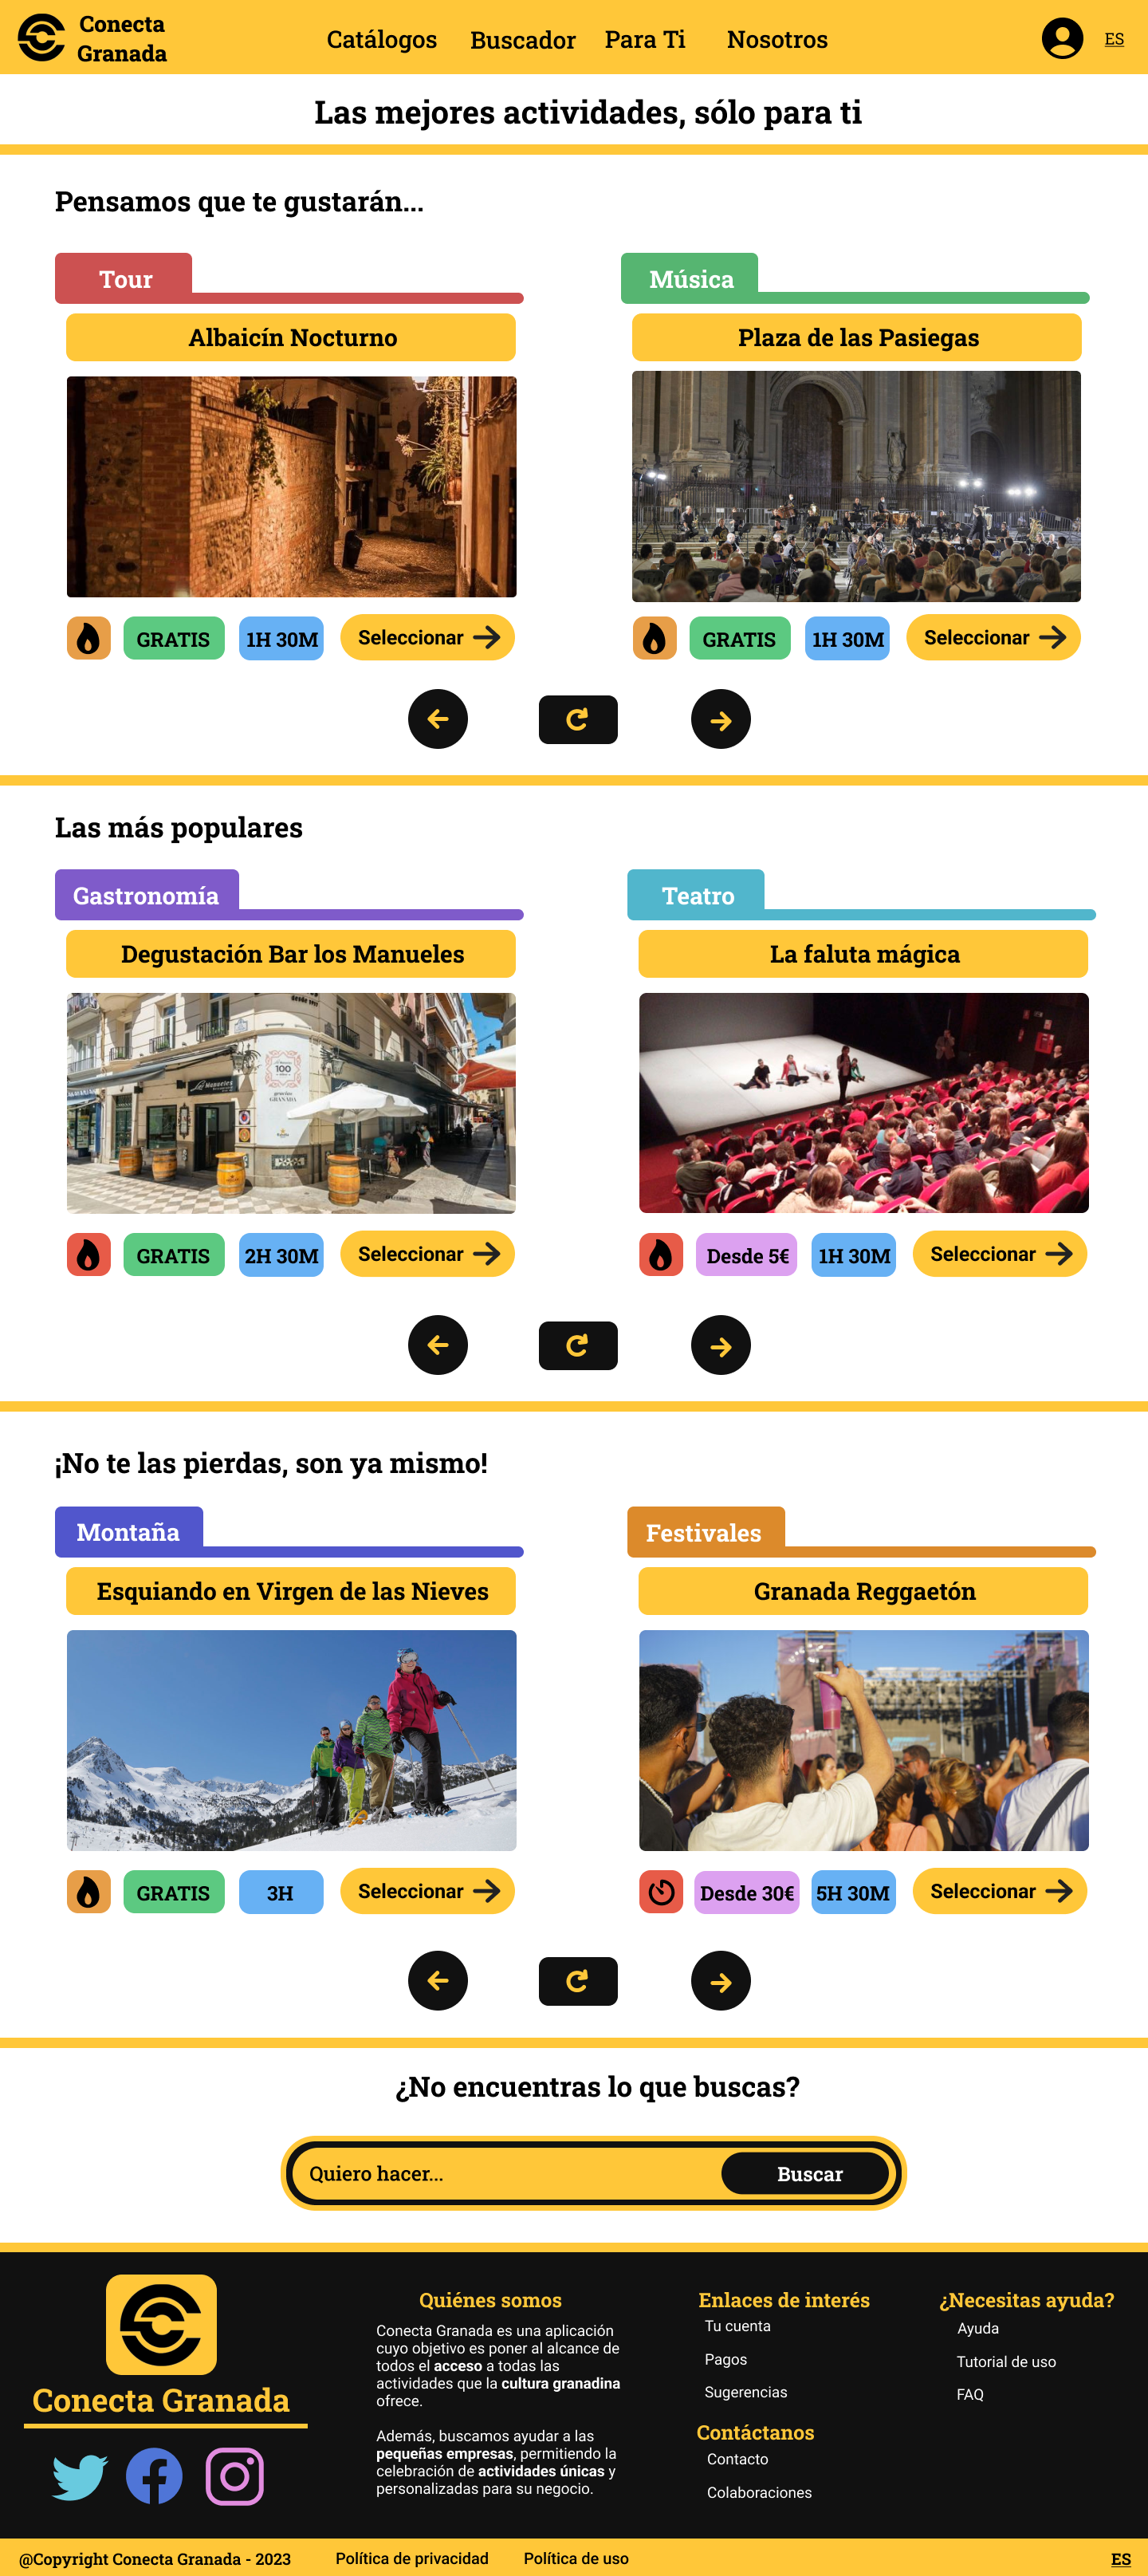 Conecta
Granada
Catálogos Buscador Para Ti Nosotros
ES
Las mejores actividades, sólo para ti
Pensamos que te gustarán...
Tour
Música
Albaicín Nocturno
Plaza de las Pasiegas
GRATIS 1H 30M Seleccionar
GRATIS 1H 30M Seleccionar
Las más populares
Gastronomía
Teatro
Degustación Bar los Manueles
La faluta mágica
desde 1917
100
gracias
GRANADA
Los Manueles
GRATIS 2H 30M Seleccionar
Desde 5€ 1H 30M Seleccionar
¡No te las pierdas, son ya mismo!
Montaña
Festivales
Esquiando en Virgen de las Nieves
Granada Reggaetón
GRATIS 3H Seleccionar
Desde 30€ 5H 30M Seleccionar
¿No encuentras lo que buscas?
Quiero hacer...
Buscar
Conecta Granada
Quiénes somos
Conecta Granada es una aplicación
cuyo objetivo es poner al alcance de
todos el acceso a todas las
actividades que la cultura granadina
ofrece.
Además, buscamos ayudar a las
pequeñas empresas, permitiendo la
celebración de actividades únicas y
personalizadas para su negocio.
Enlaces de interés
Tu cuenta
Pagos
Sugerencias
Contáctanos
Contacto
Colaboraciones
¿Necesitas ayuda?
Ayuda
Tutorial de uso
FAQ
@Copyright Conecta Granada - 2023
Política de privacidad
Política de uso
ES